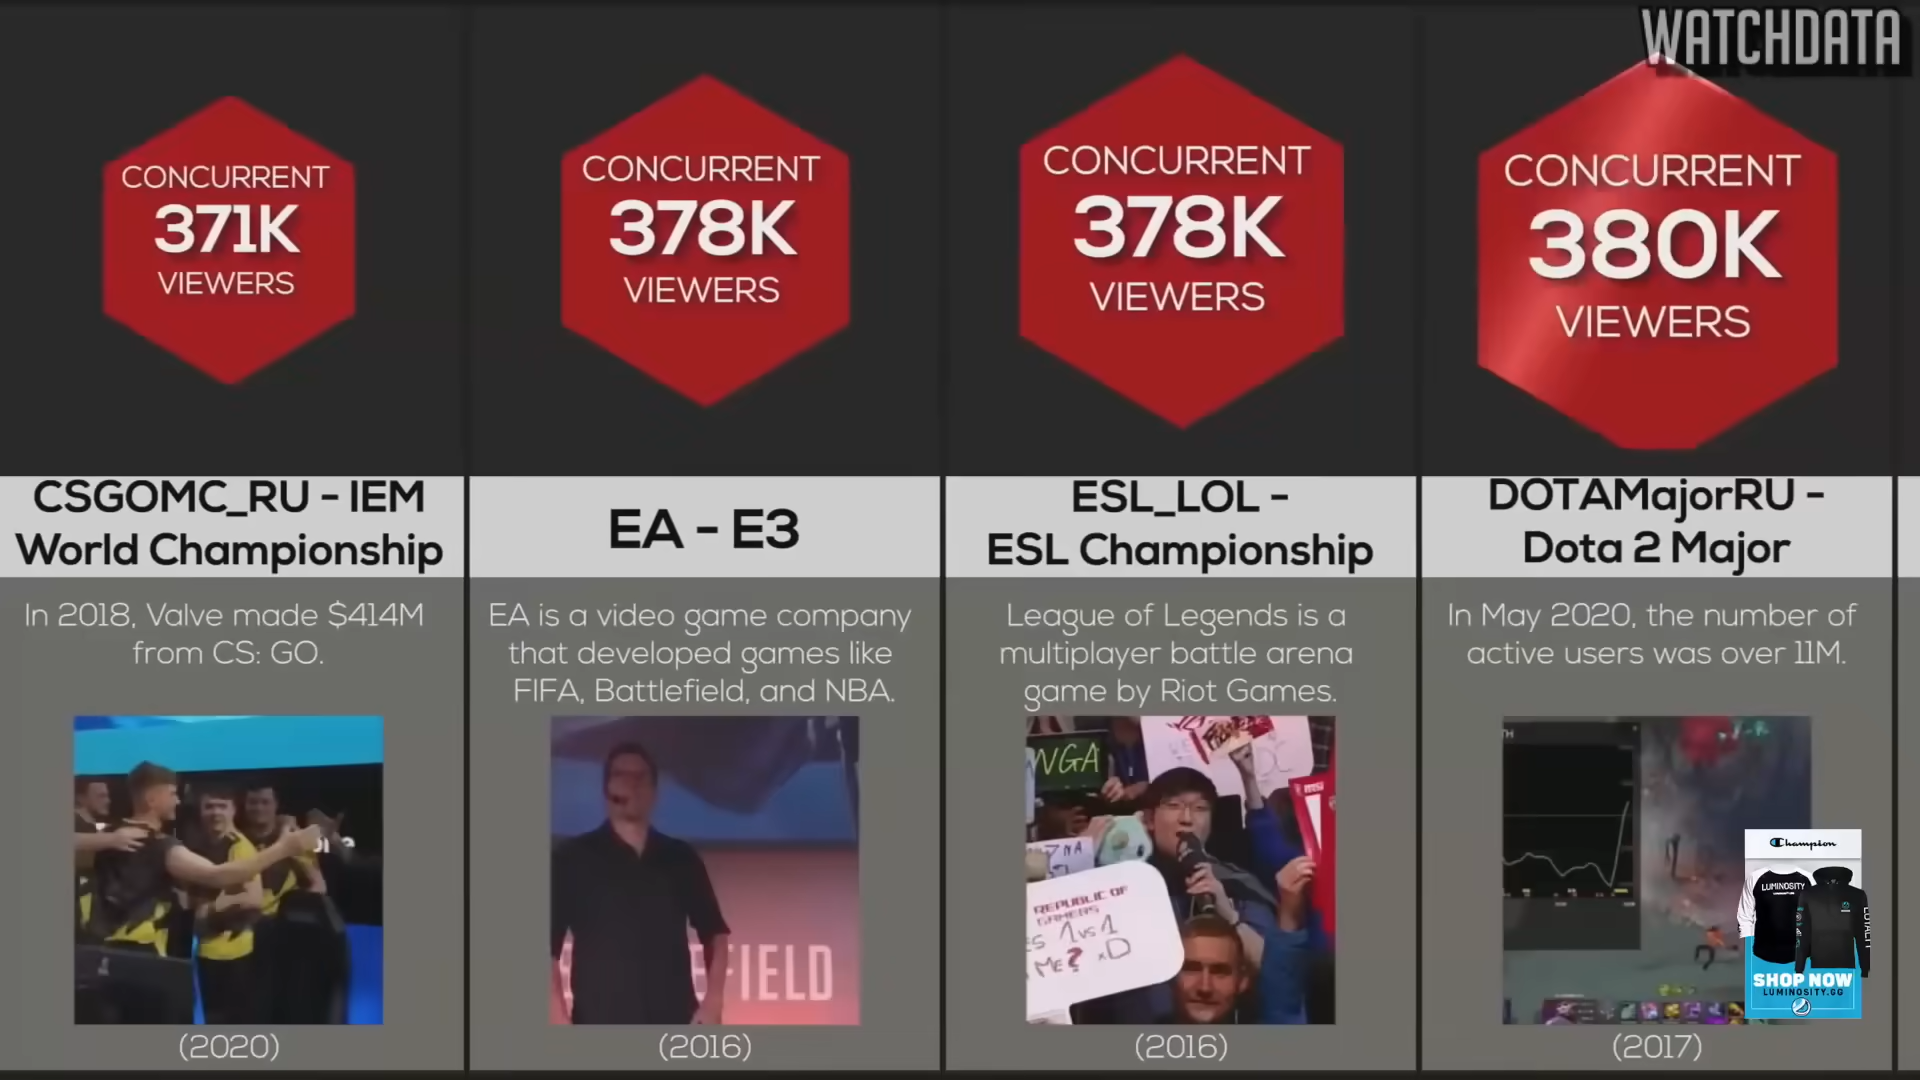 WATCHDATA
CONCURRENT
371K
VIEWERS
CSGOMC_RU - IEM
World Championship
In 2018, Valve made $414M
from CS: GO.
(2020)
CONCURRENT
378K
VIEWERS
EA - E3
EA is a video game company
that developed games like
FIFA, Battlefield, and NBA.
FIELD
(2016)
CONCURRENT
378K
VIEWERS
ESL_LOL -
ESL Championship
League of Legends is a
multiplayer battle arena
game by Riot Games.
NGA
REPUBLIC OF
GAMERS
1vs1
ME? xD
(2016)
CONCURRENT
380K
VIEWERS
DOTAMajorRU -
Dota 2 Major
In May 2020, the number of
active users was over 11M.
(2017)
Champion
LUMINOSITY
SHOP NOW
LUMINOSITY.GG